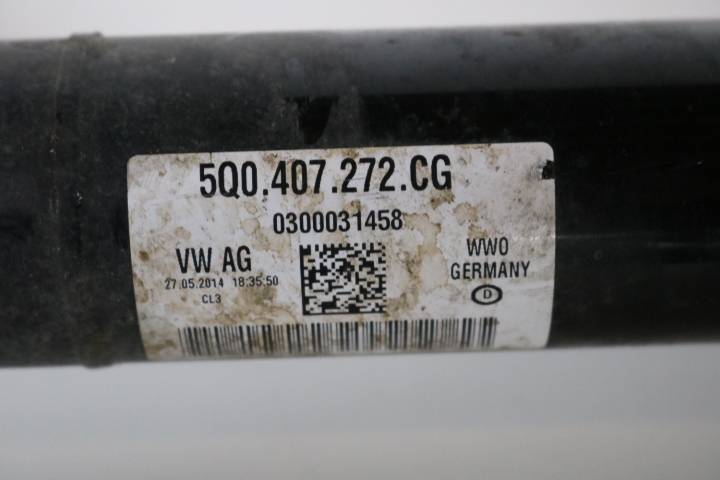 5Q0.407.272.CG
0300031458
VW AG
27.05.2014 18:35:50
CL3
WWO
GERMANY
D